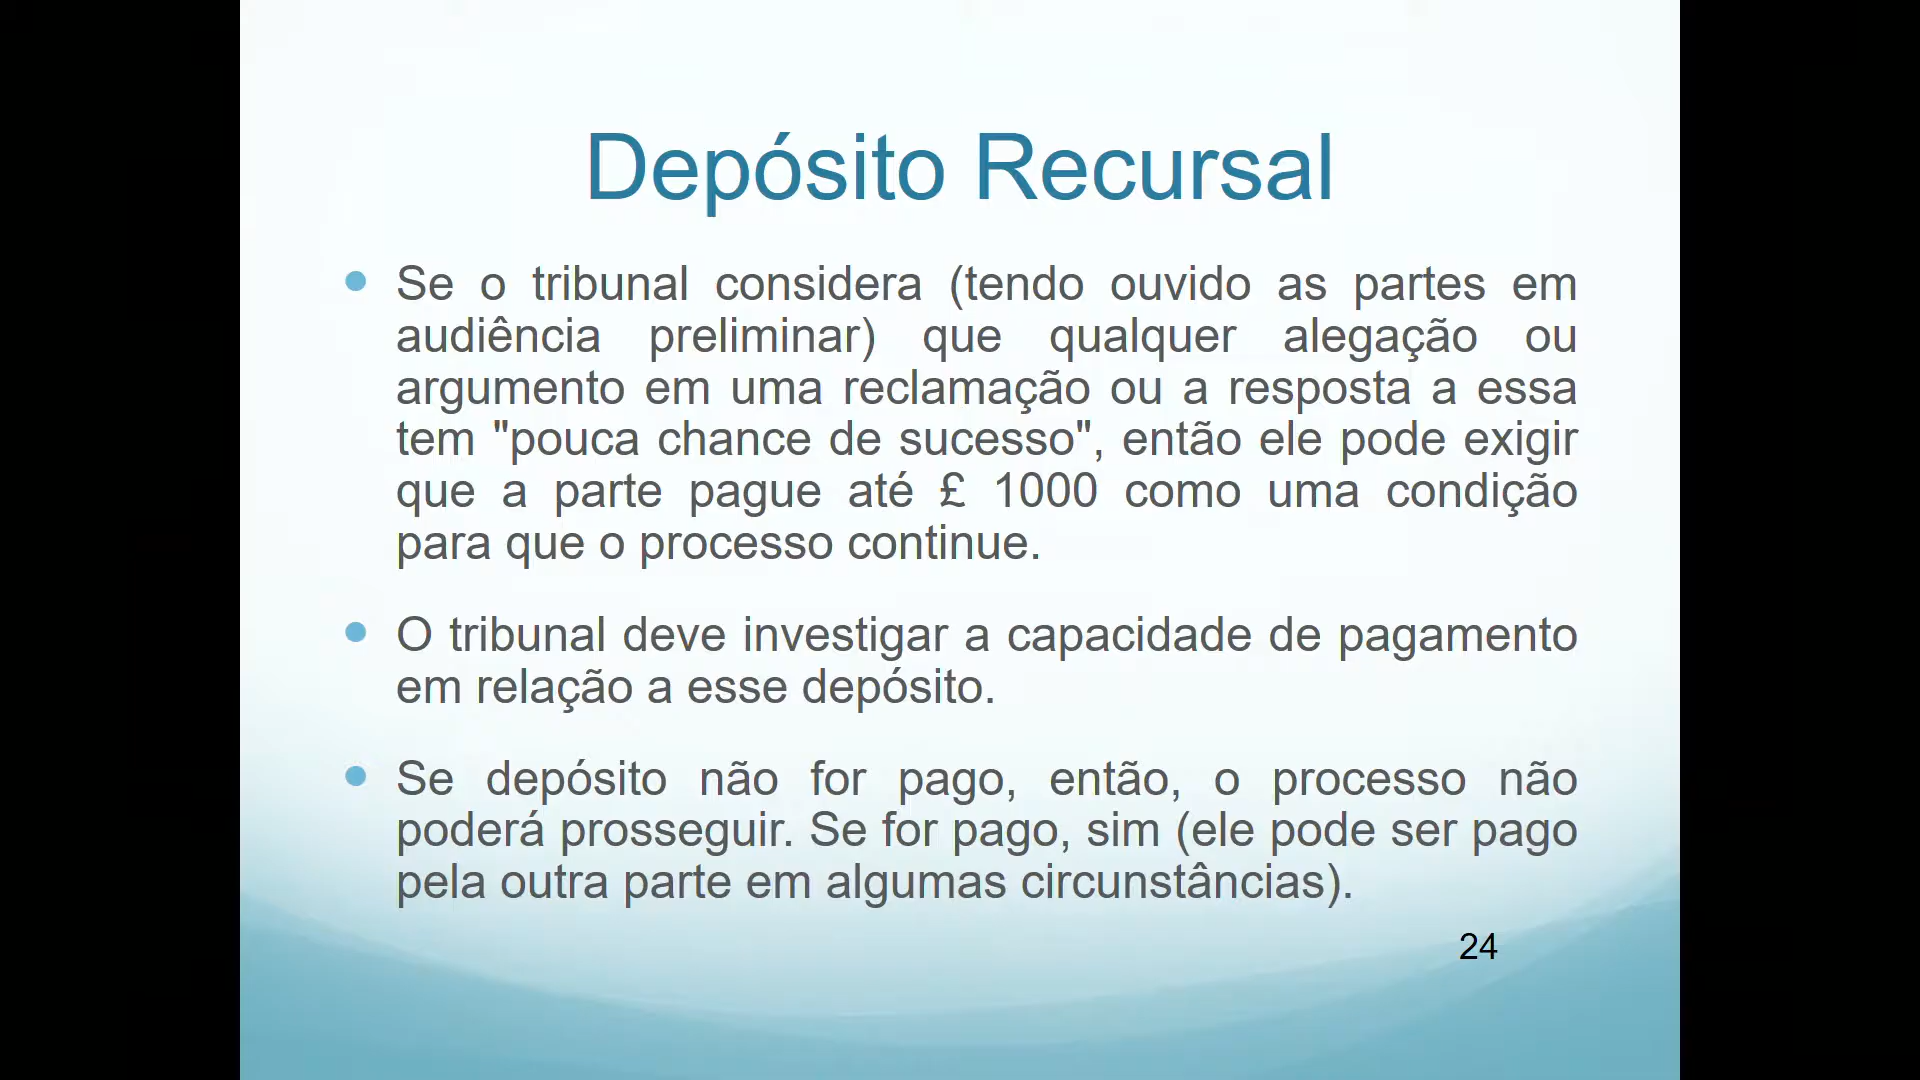 Depósito Recursal
Se o tribunal considera (tendo ouvido as partes em
audiência preliminar) que qualquer alegação ou
argumento em uma reclamação ou a resposta a essa
tem "pouca chance de sucesso", então ele pode exigir
que a parte pague até £ 1000 como uma condição
para que o processo continue.
O tribunal deve investigar a capacidade de pagamento
em relação a esse depósito.
Se depósito não for pago, então, o processo não
poderá prosseguir. Se for pago, sim (ele pode ser pago
pela outra parte em algumas circunstâncias).
24